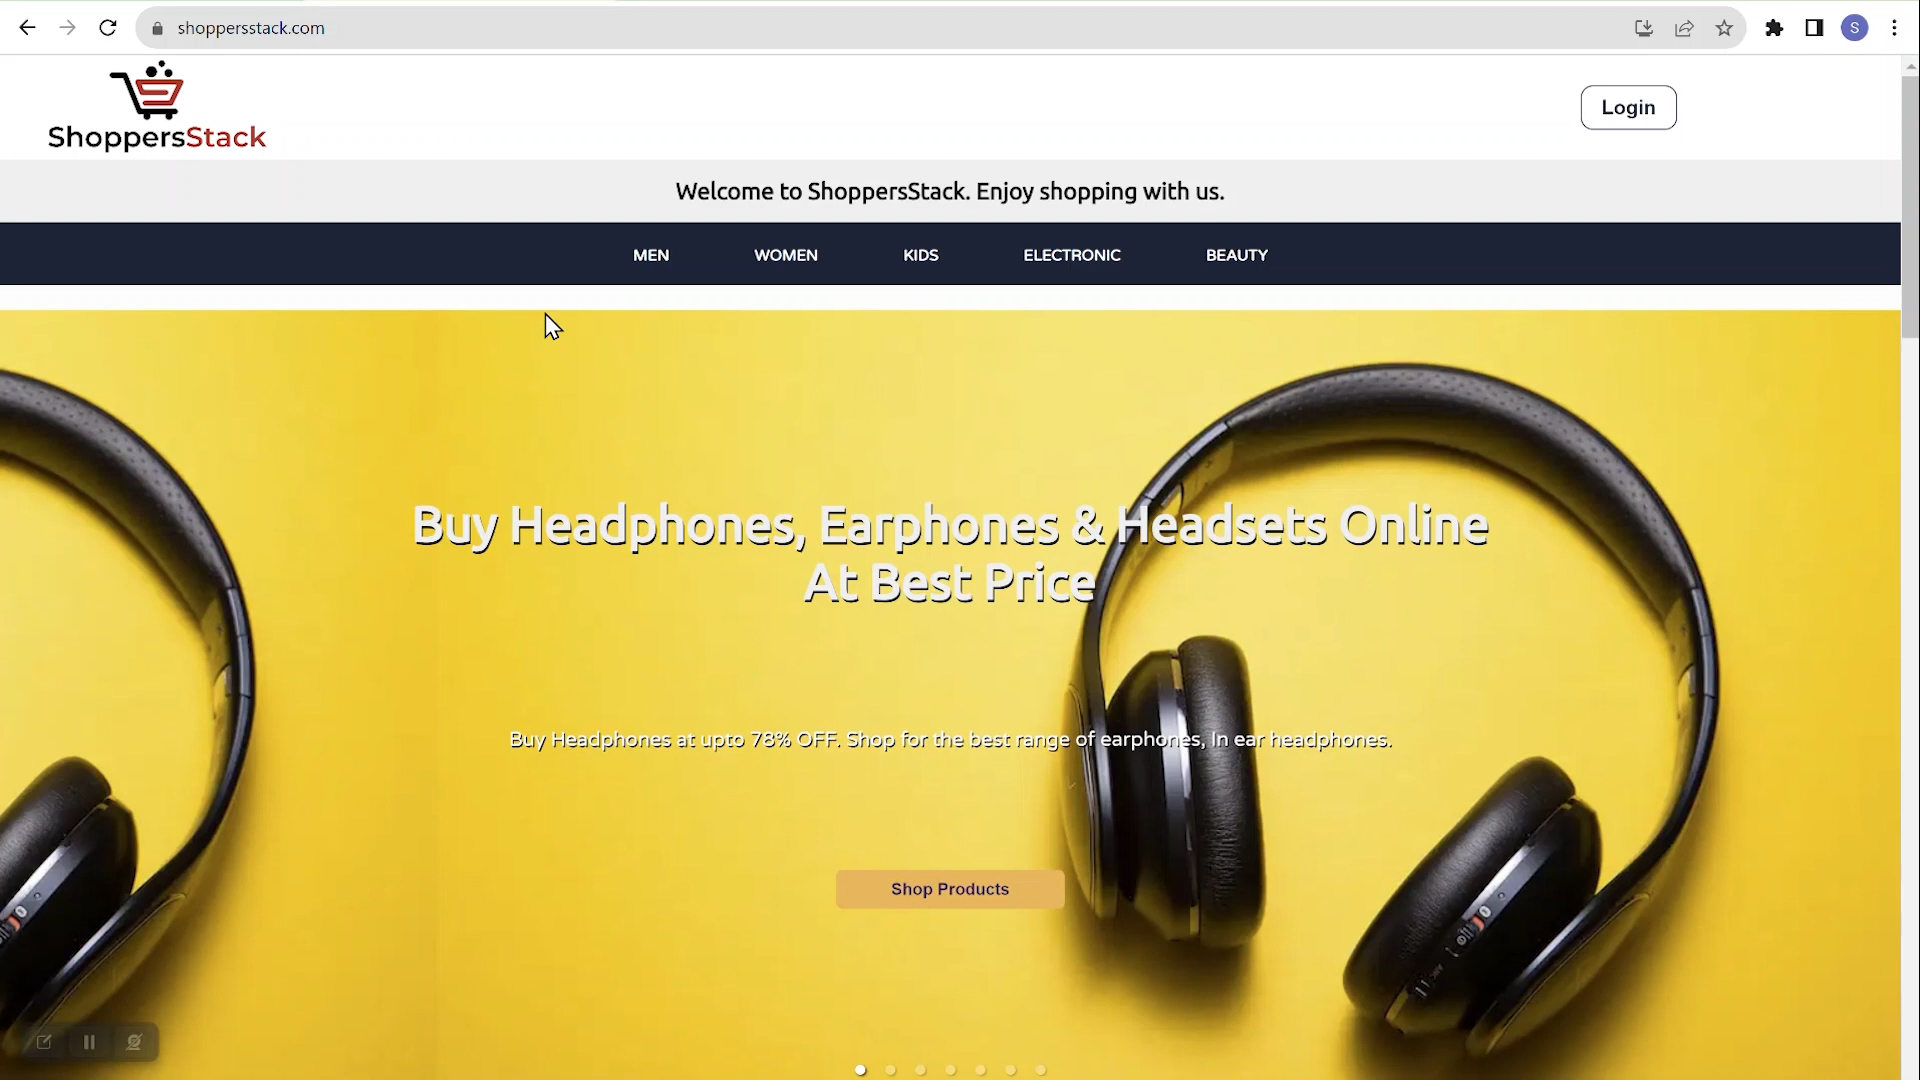 shoppersstack.com
S
ShoppersStack
Login
Welcome to ShoppersStack. Enjoy shopping with us.
MEN WOMEN KIDS ELECTRONIC BEAUTY
Buy Headphones, Earphones & Headsets Online
At Best Price
Buy Headphones at upto 78% OFF. Shop for the best range of earphones, In ear headphones.
Shop Products